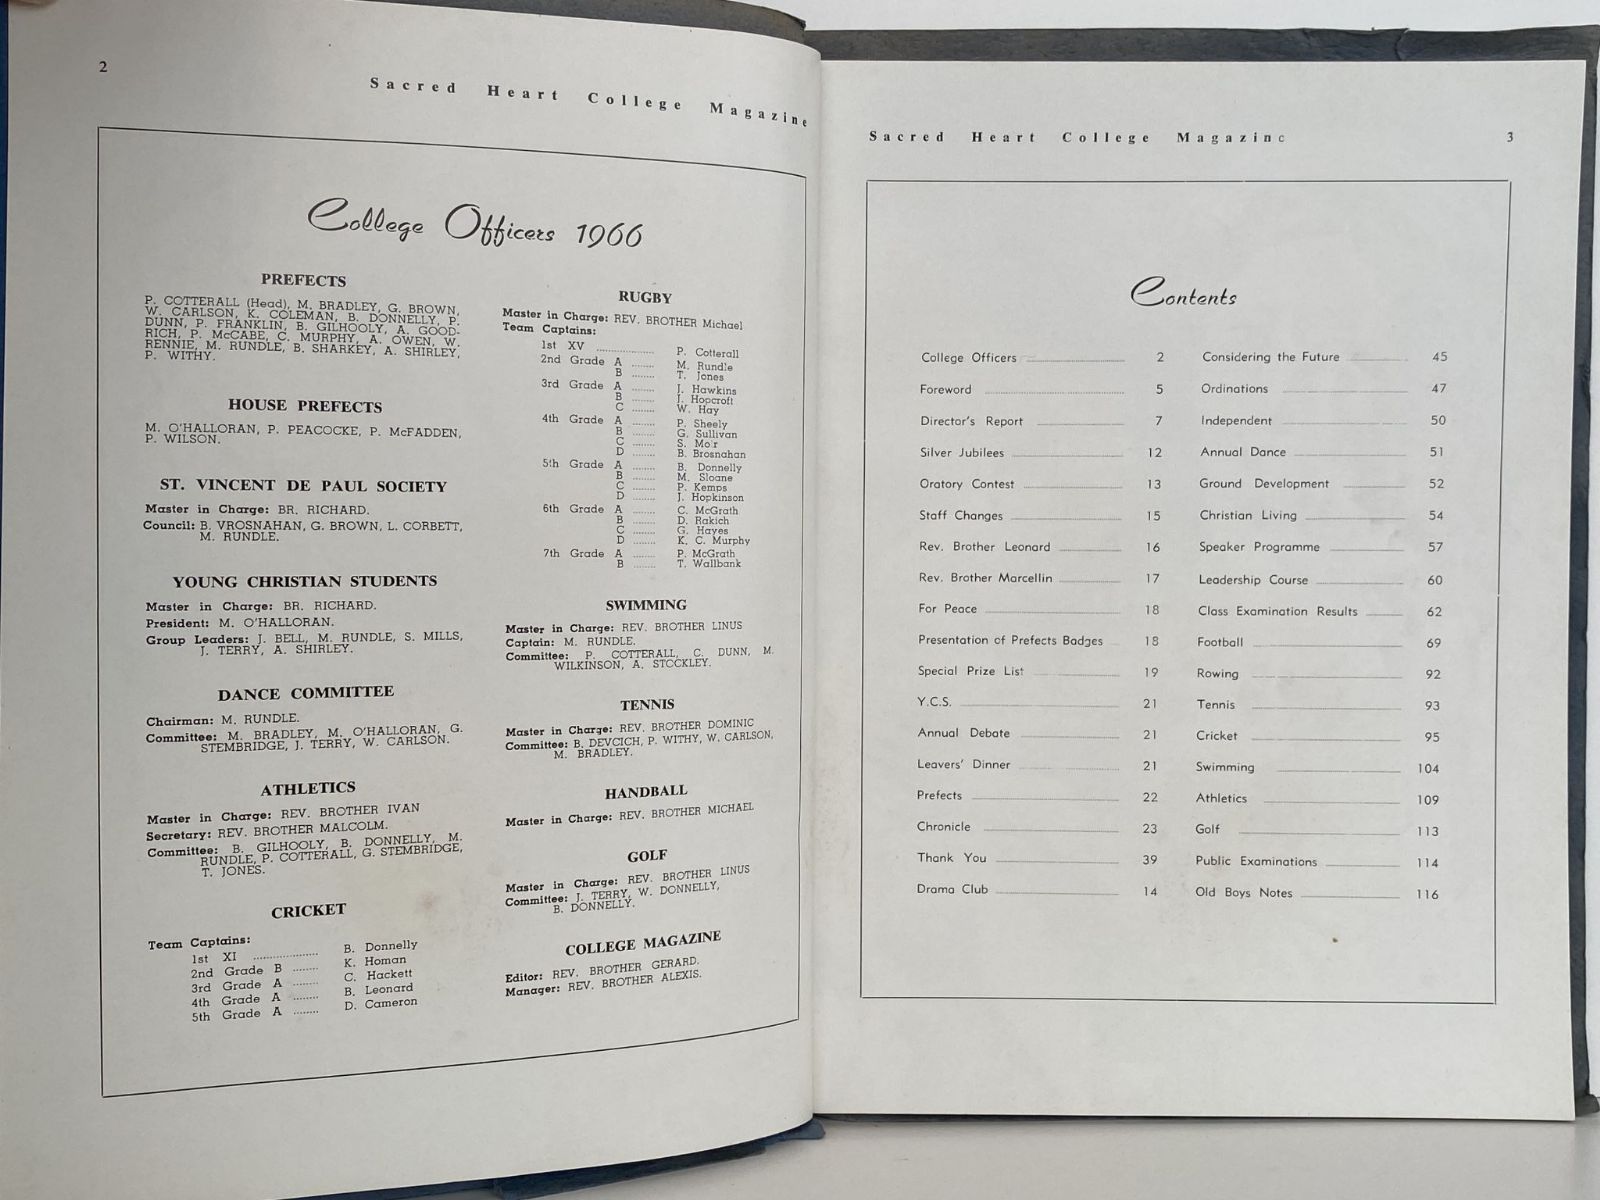 2
Sacred Heart College Magazine
College Officers 1966
PREFECTS
P. COTTERALL (Head), M. BRADLEY, G. BROWN,
W. CARLSON, K. COLEMAN, B. DONNELLY, P.
DUNN, P. FRANKLIN, B. GILHOOLY, A. GOOD-
RICH, P. McCABE, C. MURPHY, A. OWEN, W.
RENNIE, M. RUNDLE, B. SHARKEY, A. SHIRLEY,
P. WITHY.
HOUSE PREFECTS
M. O'HALLORAN, P. PEACOCKE, P. McFADDEN,
P. WILSON.
ST. VINCENT DE PAUL SOCIETY
Master in Charge: BR. RICHARD.
Council: B. VROSNAHAN, G. BROWN, L. CORBETT,
M. RUNDLE.
YOUNG CHRISTIAN STUDENTS
Master in Charge: BR. RICHARD.
President: M. O'HALLORAN.
Group Leaders: J. BELL, M. RUNDLE, S. MILLS,
J. TERRY, A. SHIRLEY.
DANCE COMMITTEE
Chairman: M. RUNDLE.
Committee: M. BRADLEY, M. O'HALLORAN, G.
STEMBRIDGE, J. TERRY, W. CARLSON.
ATHLETICS
Master in Charge: REV. BROTHER IVAN
Secretary: REV. BROTHER MALCOLM.
Committee: B. GILHOOLY, B. DONNELLY, M.
RUNDLE, P. COTTERALL, G. STEMBRIDGE,
T. JONES.
CRICKET
Team Captains:
1st XI .................... B. Donnelly
2nd Grade B ........ K. Homan
3rd Grade A ........ C. Hackett
4th Grade A ........ B. Leonard
5th Grade A ........ D. Cameron
RUGBY
Master in Charge: REV. BROTHER Michael
Team Captains:
1st XV .................. P. Cotterall
2nd Grade A ........ M. Rundle
B ........ T. Jones
3rd Grade A ........ J. Hawkins
B ........ J. Hopcroft
C ........ W. Hay
4th Grade A ........ P. Sheely
B ........ G. Sullivan
C ........ S. Moir
D ........ B. Brosnahan
5th Grade A ........ B. Donnelly
B ........ M. Sloane
C ........ P. Kemps
D ........ J. Hopkinson
6th Grade A ........ C. McGrath
B ........ D. Rakich
C ........ G. Hayes
D ........ K. C. Murphy
7th Grade A ........ P. McGrath
B ........ T. Wallbank
SWIMMING
Master in Charge: REV. BROTHER LINUS
Captain: M. RUNDLE.
Committee: P. COTTERALL, C. DUNN, M.
WILKINSON, A. STOCKLEY.
TENNIS
Master in Charge: REV. BROTHER DOMINIC
Committee: B. DEVCICH, P. WITHY, W. CARLSON,
M. BRADLEY.
HANDBALL
Master in Charge: REV. BROTHER MICHAEL
GOLF
Master in Charge: REV. BROTHER LINUS
Committee: J. TERRY, W. DONNELLY,
B. DONNELLY.
COLLEGE MAGAZINE
Editor: REV. BROTHER GERARD.
Manager: REV. BROTHER ALEXIS.
Sacred Heart College Magazine 3
Contents
College Officers 2
Foreword 5
Director's Report 7
Silver Jubilees 12
Oratory Contest 13
Staff Changes 15
Rev. Brother Leonard 16
Rev. Brother Marcellin 17
For Peace 18
Presentation of Prefects Badges 18
Special Prize List 19
Y.C.S. 21
Annual Debate 21
Leavers' Dinner 21
Prefects 22
Chronicle 23
Thank You 39
Drama Club 14
Considering the Future 45
Ordinations 47
Independent 50
Annual Dance 51
Ground Development 52
Christian Living 54
Speaker Programme 57
Leadership Course 60
Class Examination Results 62
Football 69
Rowing 92
Tennis 93
Cricket 95
Swimming 104
Athletics 109
Golf 113
Public Examinations 114
Old Boys Notes 116